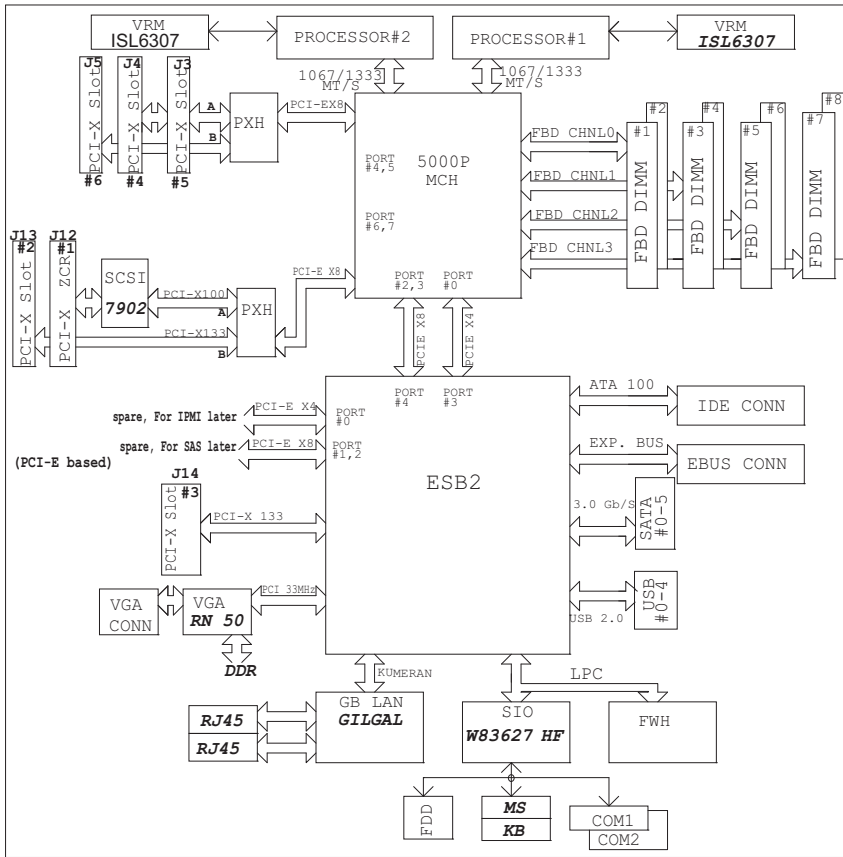 VRM
ISL6307
PROCESSOR#2
PROCESSOR#1
VRM
ISL6307
1067/1333
MT/S
1067/1333
MT/S
J5
J4
J3
PCI-X Slot
PCI-X Slot
PCI-X Slot
#6
#4
#5
A
B
PXH
PCI-EX8
5000P
MCH
PORT
#4,5
PORT
#6,7
PORT
#2,3
PORT
#0
FBD CHNL0
FBD CHNL1
FBD CHNL2
FBD CHNL3
#2
#4
#6
#8
#1
#3
#5
#7
FBD DIMM
FBD DIMM
FBD DIMM
FBD DIMM
J13
#2
J12
#1
PCI-X Slot
PCI-X ZCR
SCSI
7902
PCI-X100
A
PCI-X133
B
PXH
PCI-E X8
PCIE X8
PCIE X4
PORT
#4
PORT
#3
PCI-E X4
spare, For IPMI later
PORT
#0
PCI-E X8
spare, For SAS later
PORT
#1,2
(PCI-E based)
ESB2
ATA 100
IDE CONN
EXP. BUS
EBUS CONN
3.0 Gb/S
SATA
#0-5
USB 2.0
USB
#0-4
J14
#3
PCI-X Slot
PCI-X 133
VGA
CONN
VGA
RN 50
PCI 33MHz
DDR
KUMERAN
LPC
RJ45
RJ45
GB LAN
GILGAL
SIO
W83627 HF
FWH
FDD
MS
KB
COM1
COM2